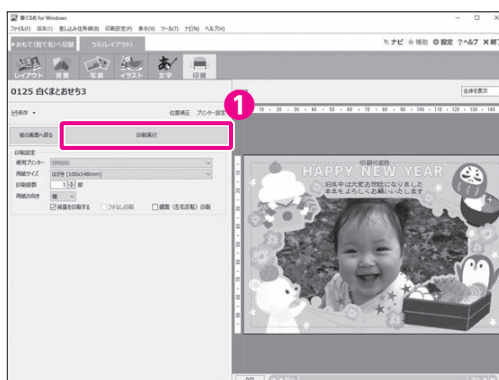 筆ぐるめ for Windows
ファイル(F) 編集(E) 差し込み住所録(B) 印刷設定(P) 表示(V) ツール(T) ナビ(N) ヘルプ(H)
おもて(宛て名)へ切替 うら(レイアウト)
ナビ 補助 設定 ?ヘルプ ×終了
レイアウト 背景 写真 イラスト 文字 印刷
0125 白くまとおせち3
全体を表示
保存 位置補正 プリンター設定
1
前の画面へ戻る 印刷実行
印刷設定
使用プリンター
用紙サイズ はがき (100x148mm)
印刷部数 1 部
用紙の向き 横
背景を印刷する フチなし印刷 鏡面 (左右反転) 印刷
HAPPY NEW YEAR
旧年中は大変お世話になりました
本年もよろしくお願いいたします